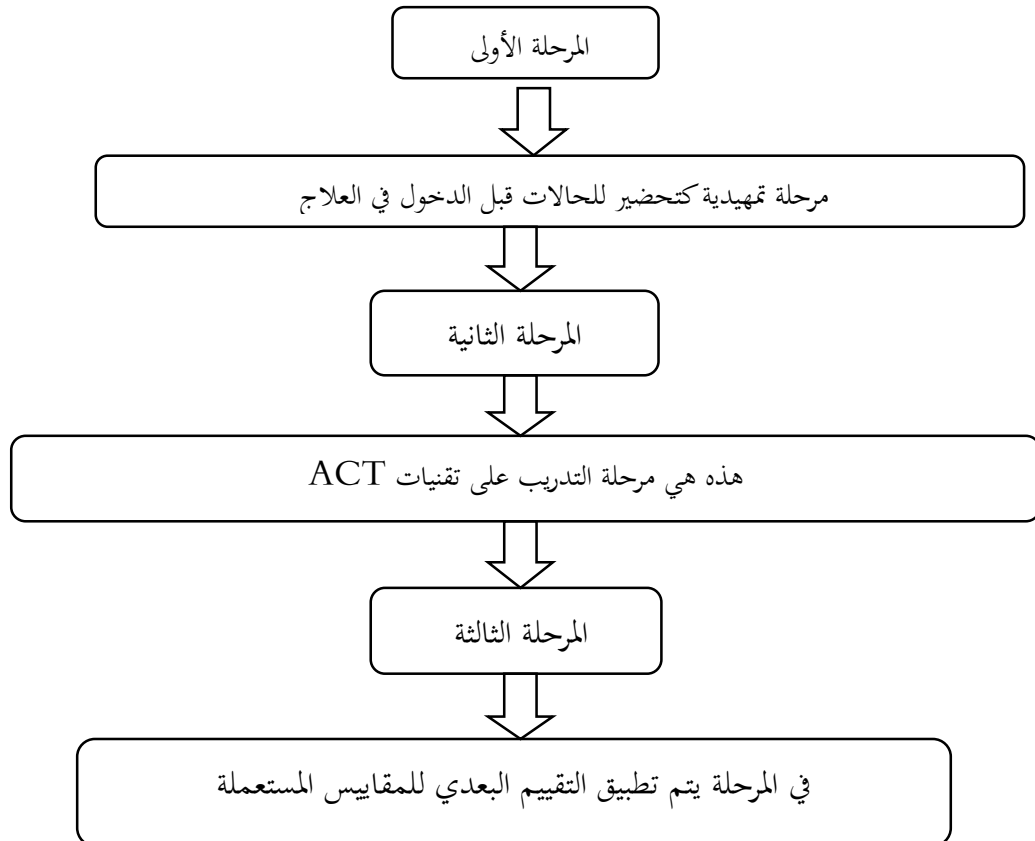 المرحلة الأولى
مرحلة تمهيدية كتحضير للحالات قبل الدخول في العلاج
المرحلة الثانية
هذه هي مرحلة التدريب على تقنيات ACT
المرحلة الثالثة
في المرحلة يتم تطبيق التقييم البعدي للمقاييس المستعملة